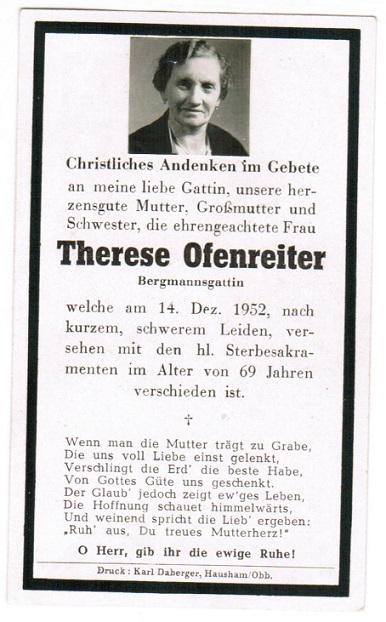 Christliches Andenken im Gebete
an meine liebe Gattin, unsere her-
zensgute Mutter, Großmutter und
Schwester, die ehrengeachtete Frau
Therese Ofenreiter
Bergmannsgattin
welche am 14. Dez. 1952, nach
kurzem, schwerem Leiden, ver-
sehen mit den hl. Sterbesakra-
menten im Alter von 69 Jahren
verschieden ist.
†
Wenn man die Mutter trägt zu Grabe,
Die uns voll Liebe einst gelenkt,
Verschlingt die Erd' die beste Habe,
Von Gottes Güte uns geschenkt.
Der Glaub' jedoch zeigt ew'ges Leben,
Die Hoffnung schauet himmelwärts,
Und weinend spricht die Lieb' ergeben:
„Ruh' aus, Du treues Mutterherz!"
O Herr, gib ihr die ewige Ruhe!
Druck: Karl Daberger, Hausham/Obb.